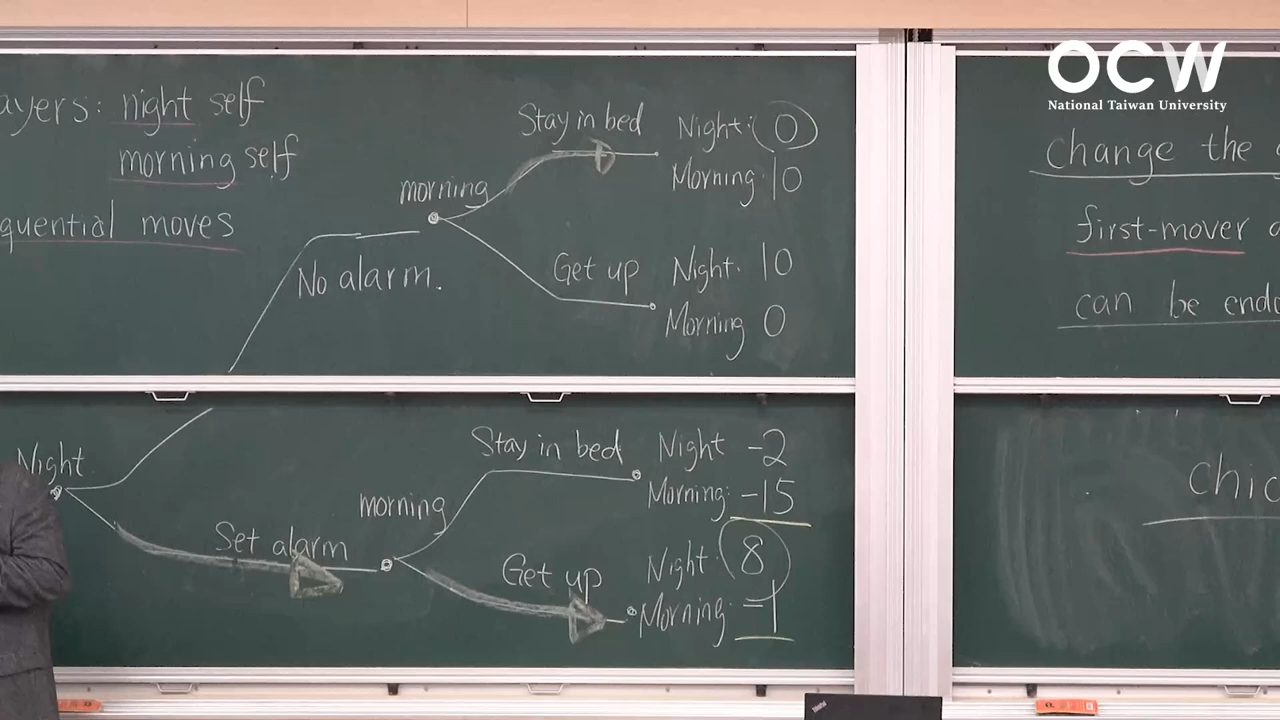 OCW
National Taiwan University
ayers: night self
morning self
quential moves
Stay in bed
Night: 0
Morning 10
morning
No alarm.
Get up
Night. 10
Morning 0
change the
first-mover
can be
Night
Stay in bed
Night -2
Morning: -15
morning
Set alarm
Get up
Night: 8
Morning: -1